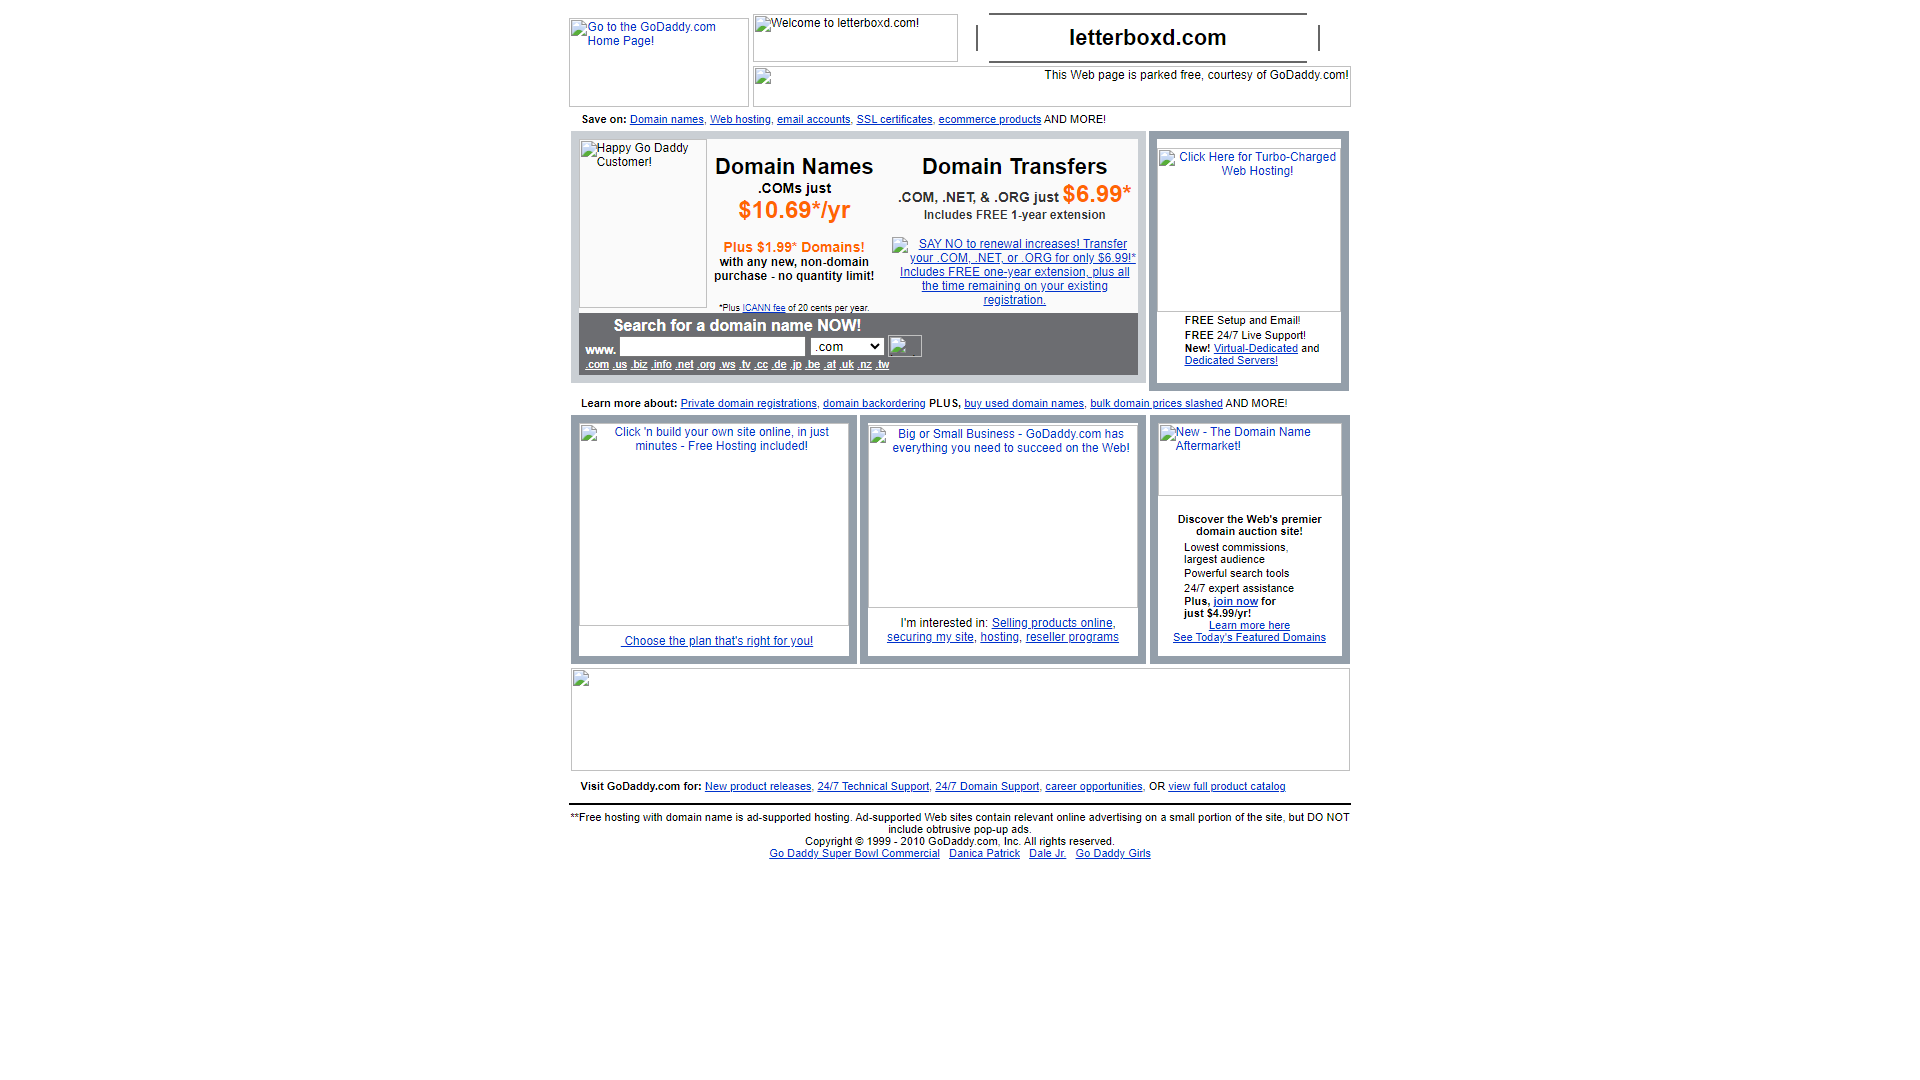 Go to the GoDaddy.com
Home Page!
Welcome to letterboxd.com!
letterboxd.com
This Web page is parked free, courtesy of GoDaddy.com!
Save on: Domain names, Web hosting, email accounts, SSL certificates, ecommerce products AND MORE!
Happy Go Daddy
Customer!
Domain Names
.COMs just
$10.69*/yr
Plus $1.99* Domains!
with any new, non-domain
purchase - no quantity limit!
*Plus ICANN fee of 20 cents per year.
Domain Transfers
.COM, .NET, & .ORG just $6.99*
Includes FREE 1-year extension
SAY NO to renewal increases! Transfer
your .COM, .NET, or .ORG for only $6.99!*
Includes FREE one-year extension, plus all
the time remaining on your existing
registration.
Search for a domain name NOW!
www. .com
.com .us .biz .info .net .org .ws .tv .cc .de .jp .be .at .uk .nz .tw
Click Here for Turbo-Charged
Web Hosting!
FREE Setup and Email!
FREE 24/7 Live Support!
New! Virtual-Dedicated and
Dedicated Servers!
Learn more about: Private domain registrations, domain backordering PLUS, buy used domain names, bulk domain prices slashed AND MORE!
Click 'n build your own site online, in just
minutes - Free Hosting included!
Choose the plan that's right for you!
Big or Small Business - GoDaddy.com has
everything you need to succeed on the Web!
I'm interested in: Selling products online,
securing my site, hosting, reseller programs
New - The Domain Name
Aftermarket!
Discover the Web's premier
domain auction site!
Lowest commissions,
largest audience
Powerful search tools
24/7 expert assistance
Plus, join now for
just $4.99/yr!
Learn more here
See Today's Featured Domains
Visit GoDaddy.com for: New product releases, 24/7 Technical Support, 24/7 Domain Support, career opportunities, OR view full product catalog
**Free hosting with domain name is ad-supported hosting. Ad-supported Web sites contain relevant online advertising on a small portion of the site, but DO NOT
include obtrusive pop-up ads.
Copyright © 1999 - 2010 GoDaddy.com, Inc. All rights reserved.
Go Daddy Super Bowl Commercial Danica Patrick Dale Jr. Go Daddy Girls